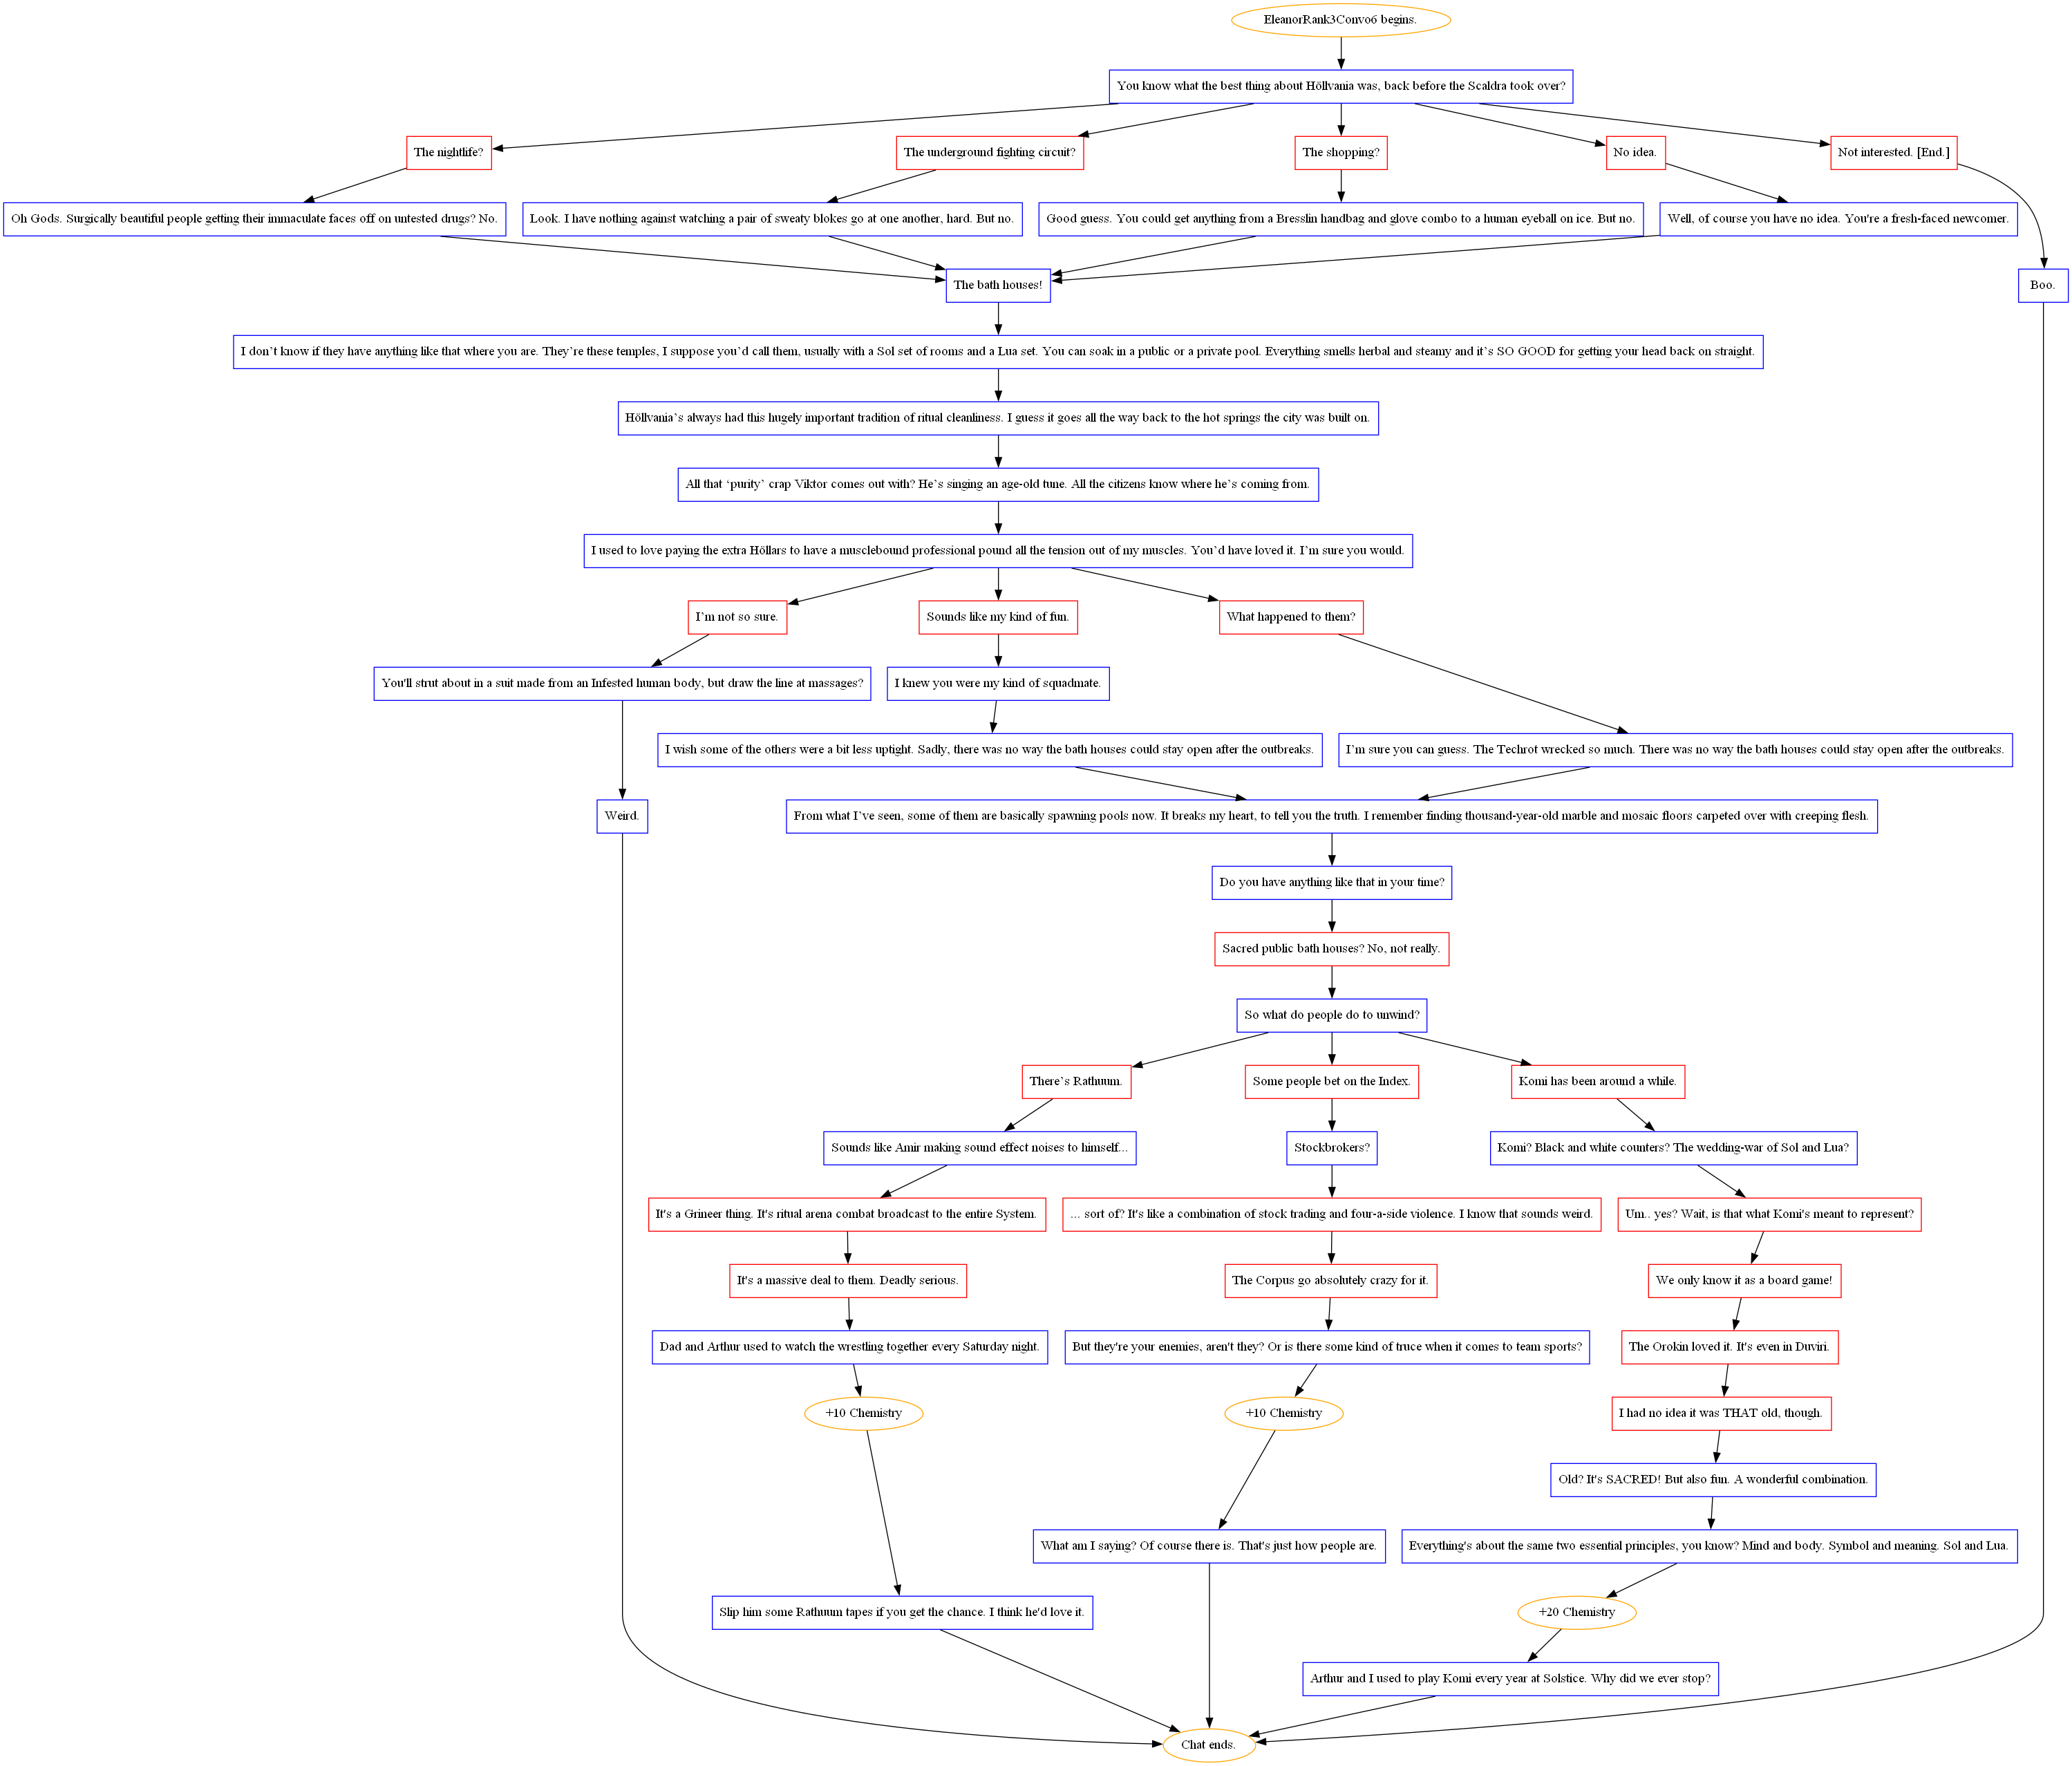 EleanorRank3Convo6 begins.
You know what the best thing about Höllvania was, back before the Scaldra took over?
The nightlife?
The underground fighting circuit?
The shopping?
No idea.
Not interested. [End.]
Oh Gods. Surgically beautiful people getting their immaculate faces off on untested drugs? No.
Look. I have nothing against watching a pair of sweaty blokes go at one another, hard. But no.
Good guess. You could get anything from a Bresslin handbag and glove combo to a human eyeball on ice. But no.
Well, of course you have no idea. You're a fresh-faced newcomer.
The bath houses!
Boo.
I don’t know if they have anything like that where you are. They’re these temples, I suppose you’d call them, usually with a Sol set of rooms and a Lua set. You can soak in a public or a private pool. Everything smells herbal and steamy and it’s SO GOOD for getting your head back on straight.
Höllvania’s always had this hugely important tradition of ritual cleanliness. I guess it goes all the way back to the hot springs the city was built on.
All that ‘purity’ crap Viktor comes out with? He’s singing an age-old tune. All the citizens know where he’s coming from.
I used to love paying the extra Höllars to have a musclebound professional pound all the tension out of my muscles. You’d have loved it. I’m sure you would.
I’m not so sure.
Sounds like my kind of fun.
What happened to them?
You'll strut about in a suit made from an Infested human body, but draw the line at massages?
I knew you were my kind of squadmate.
I wish some of the others were a bit less uptight. Sadly, there was no way the bath houses could stay open after the outbreaks.
I’m sure you can guess. The Techrot wrecked so much. There was no way the bath houses could stay open after the outbreaks.
Weird.
From what I’ve seen, some of them are basically spawning pools now. It breaks my heart, to tell you the truth. I remember finding thousand-year-old marble and mosaic floors carpeted over with creeping flesh.
Do you have anything like that in your time?
Sacred public bath houses? No, not really.
So what do people do to unwind?
There’s Rathuum.
Some people bet on the Index.
Komi has been around a while.
Sounds like Amir making sound effect noises to himself...
Stockbrokers?
Komi? Black and white counters? The wedding-war of Sol and Lua?
It's a Grineer thing. It's ritual arena combat broadcast to the entire System.
... sort of? It's like a combination of stock trading and four-a-side violence. I know that sounds weird.
Um.. yes? Wait, is that what Komi's meant to represent?
It's a massive deal to them. Deadly serious.
The Corpus go absolutely crazy for it.
We only know it as a board game!
Dad and Arthur used to watch the wrestling together every Saturday night.
But they're your enemies, aren't they? Or is there some kind of truce when it comes to team sports?
The Orokin loved it. It's even in Duviri.
+10 Chemistry
+10 Chemistry
I had no idea it was THAT old, though.
Old? It's SACRED! But also fun. A wonderful combination.
What am I saying? Of course there is. That's just how people are.
Everything's about the same two essential principles, you know? Mind and body. Symbol and meaning. Sol and Lua.
Slip him some Rathuum tapes if you get the chance. I think he'd love it.
+20 Chemistry
Arthur and I used to play Komi every year at Solstice. Why did we ever stop?
Chat ends.